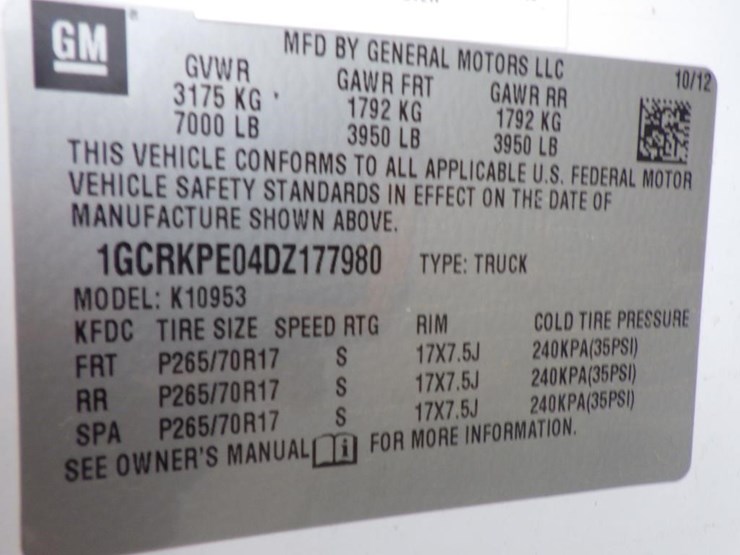 GM
MFD BY GENERAL MOTORS LLC
10/12
GVWR GAWR FRT GAWR RR
3175 KG 1792 KG 1792 KG
7000 LB 3950 LB 3950 LB
THIS VEHICLE CONFORMS TO ALL APPLICABLE U.S. FEDERAL MOTOR
VEHICLE SAFETY STANDARDS IN EFFECT ON THE DATE OF
MANUFACTURE SHOWN ABOVE.
1GCRKPE04DZ177980 TYPE: TRUCK
MODEL: K10953
KFDC TIRE SIZE SPEED RTG RIM COLD TIRE PRESSURE
FRT P265/70R17 S 17X7.5J 240KPA(35PSI)
RR P265/70R17 S 17X7.5J 240KPA(35PSI)
SPA P265/70R17 S 17X7.5J 240KPA(35PSI)
SEE OWNER'S MANUAL i FOR MORE INFORMATION.